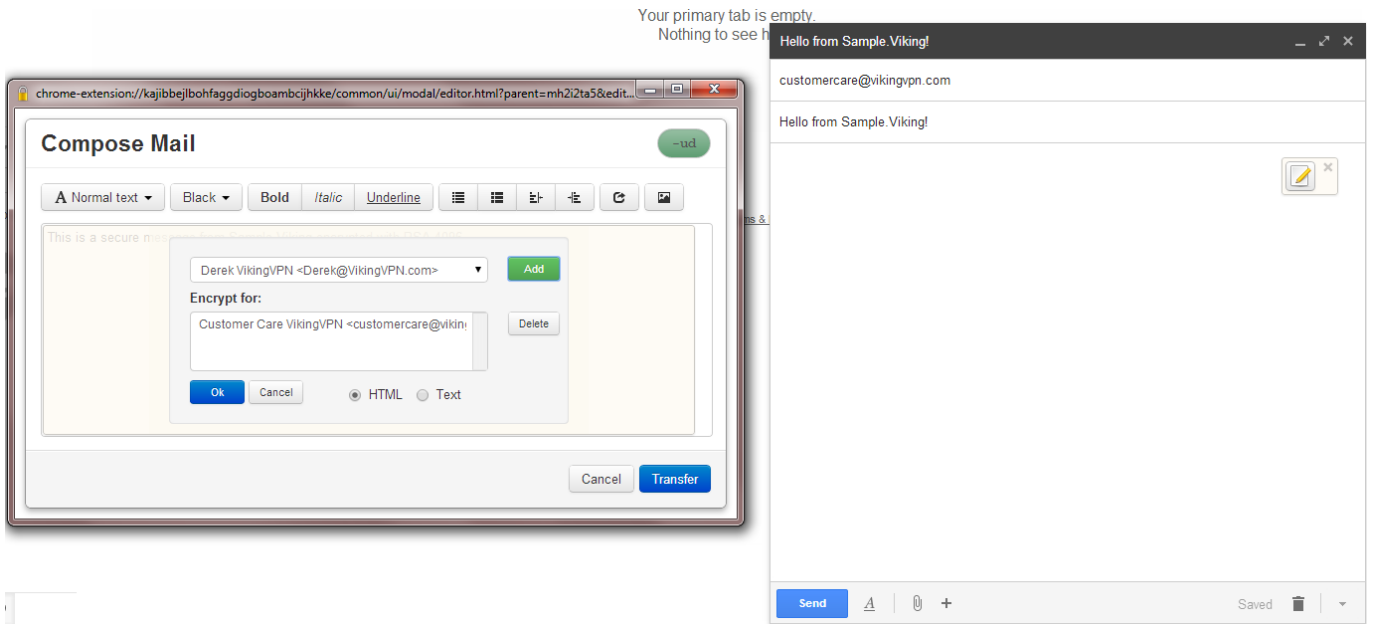 Your primary tab is empty.
Nothing to see h
Hello from Sample.Viking!
customercare@vikingvpn.com
Hello from Sample.Viking!
chrome-extension://kajibbejlbohfaggdiogboambcijhkke/common/ui/modal/editor.html?parent=mh2i2ta5&edit...
Compose Mail
-ud
A Normal text
Black
Bold
Italic
Underline
ms &
This is a secure m
Derek VikingVPN <Derek@VikingVPN.com>
Add
Encrypt for:
Customer Care VikingVPN <customercare@viking
Delete
Ok
Cancel
HTML
Text
Cancel
Transfer
Send
A
Saved